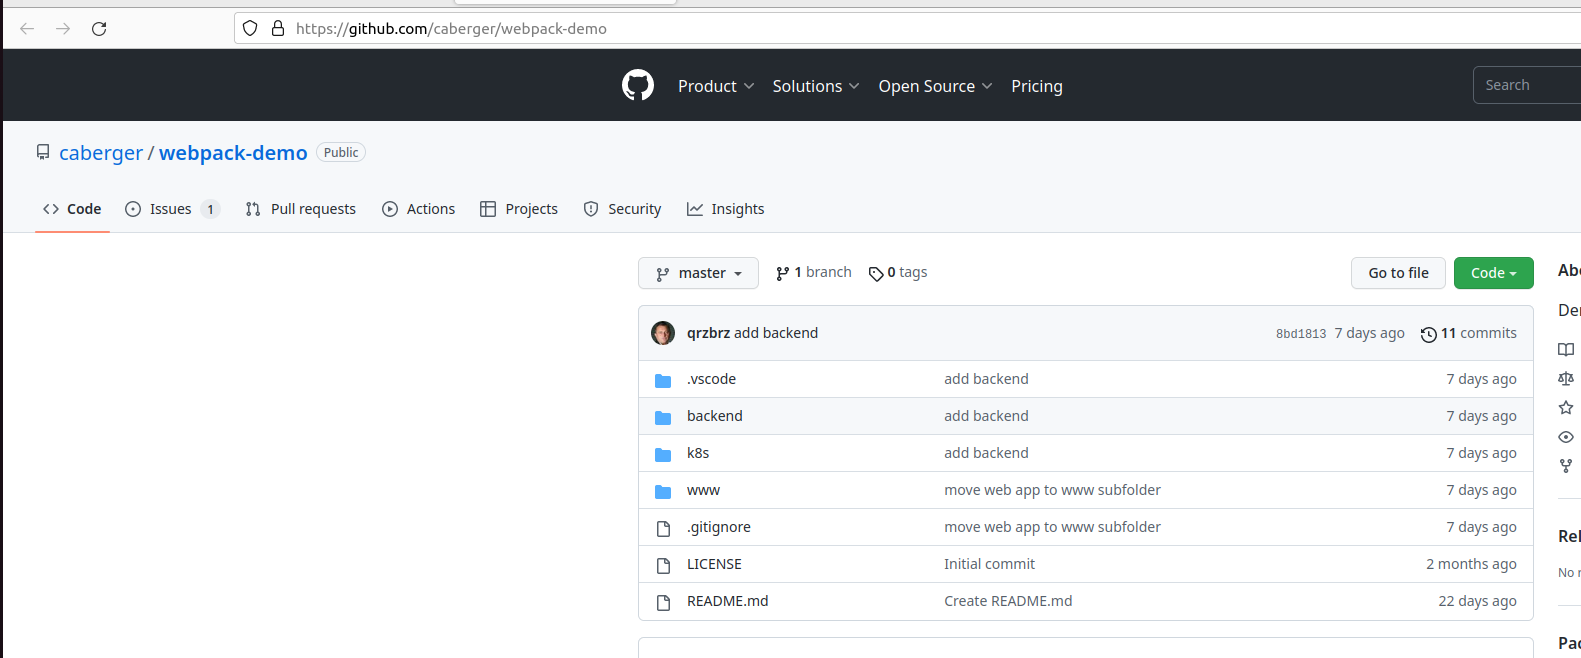 https://github.com/caberger/webpack-demo
Product Solutions Open Source Pricing Search
caberger / webpack-demo Public
Code Issues 1 Pull requests Actions Projects Security Insights
master 1 branch 0 tags Go to file Code
qrzbrz add backend 8bd1813 7 days ago 11 commits
.vscode add backend 7 days ago
backend add backend 7 days ago
k8s add backend 7 days ago
www move web app to www subfolder 7 days ago
.gitignore move web app to www subfolder 7 days ago
LICENSE Initial commit 2 months ago
README.md Create README.md 22 days ago
No